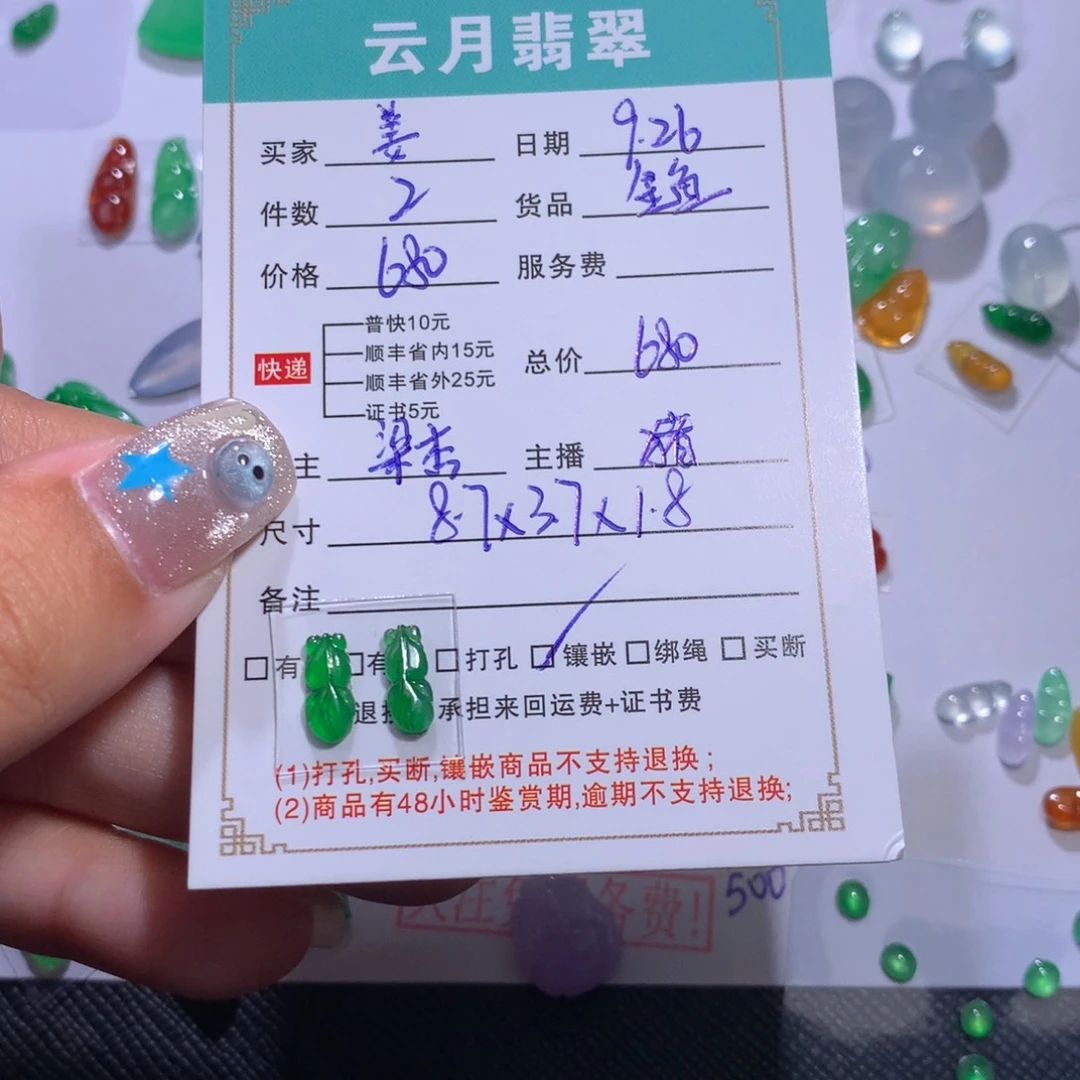 云月翡翠
买家 姜 日期 9.26
件数 2 货品 金鱼
价格 680 服务费
普快10元
顺丰省内15元
快递 总价 680
顺丰省外25元
证书5元
主 梁杏 主播
尺寸 8.7x3.7x1.8
备注
有 有 打孔 镶嵌 绑绳 买断
退 承担来回运费+证书费
(1)打孔,买断,镶嵌商品不支持退换;
(2)商品有48小时鉴赏期,逾期不支持退换;
费! 500